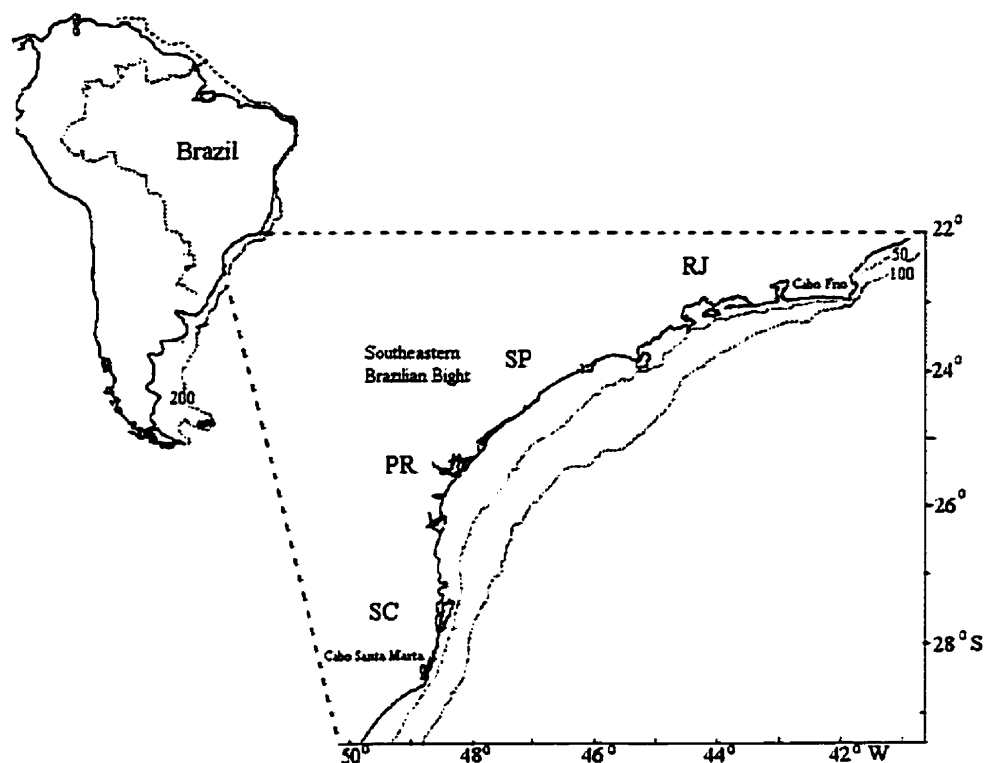 Brazil
200
22°
50
100
RJ
Cabo Frio
Southeastern
Brazilian Bight
SP
24°
PR
26°
SC
Cabo Santa Marta
28° S
50° 48° 46° 44° 42° W